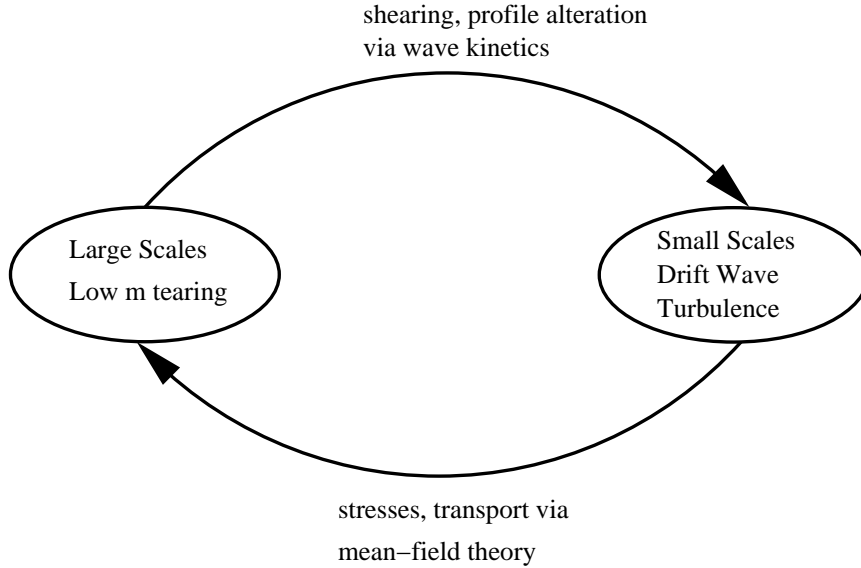 shearing, profile alteration
via wave kinetics
Large Scales
Low m tearing
Small Scales
Drift Wave
Turbulence
stresses, transport via
mean−field theory